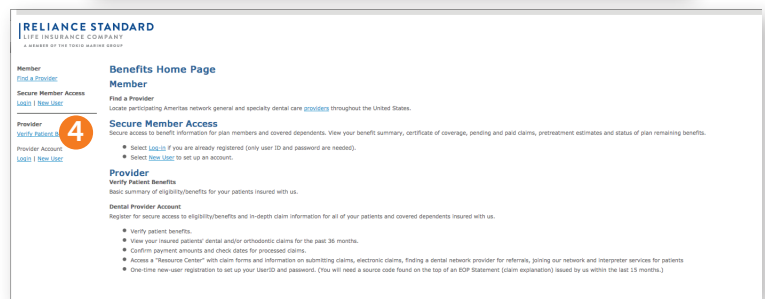 RELIANCE STANDARD
LIFE INSURANCE COMPANY
A MEMBER OF THE TOKIO MARINE GROUP
Member
Find a Provider
Secure Member Access
Login | New User
Provider
Verify Patient B
4
Provider Account
Login | New User
Benefits Home Page
Member
Find a Provider
Locate participating Ameritas network general and specialty dental care providers throughout the United States.
Secure Member Access
Secure access to benefit information for plan members and covered dependents. View your benefit summary, certificate of coverage, pending and paid claims, pretreatment estimates and status of plan remaining benefits.
Select Log-in if you are already registered (only user ID and password are needed).
Select New User to set up an account.
Provider
Verify Patient Benefits
Basic summary of eligibility/benefits for your patients insured with us.
Dental Provider Account
Register for secure access to eligibility/benefits and in-depth claim information for all of your patients and covered dependents insured with us.
Verify patient benefits.
View your insured patients' dental and/or orthodontic claims for the past 36 months.
Confirm payment amounts and check dates for processed claims.
Access a "Resource Center" with claim forms and information on submitting claims, electronic claims, finding a dental network provider for referrals, joining our network and interpreter services for patients
One-time new-user registration to set up your UserID and password. (You will need a source code found on the top of an EOP Statement (claim explanation) issued by us within the last 15 months.)